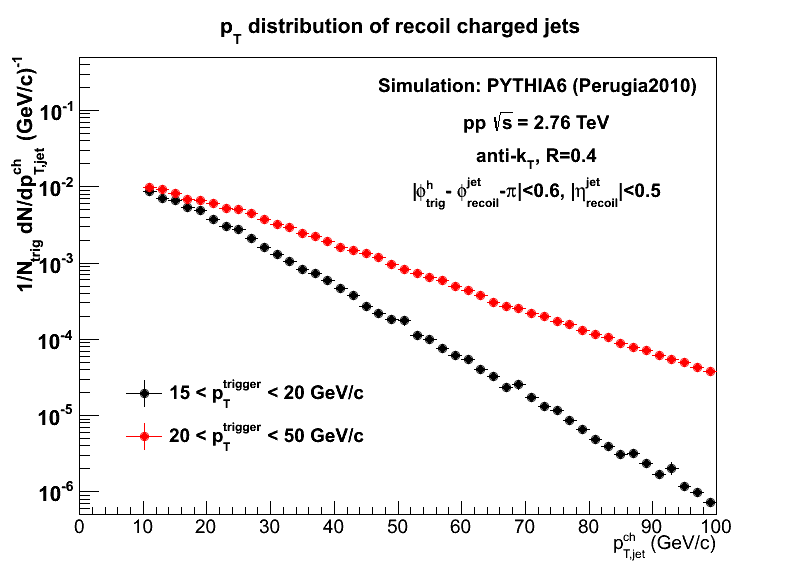 p_T distribution of recoil charged jets
1/N_trig dN/dp^ch_T,jet (GeV/c)^-1
Simulation: PYTHIA6 (Perugia2010)
pp √s = 2.76 TeV
anti-k_T, R=0.4
|ϕ^h_trig - ϕ^jet_recoil-π|<0.6, |η^jet_recoil|<0.5
10^-1
10^-2
10^-3
10^-4
10^-5
10^-6
15 < p_T^trigger < 20 GeV/c
20 < p_T^trigger < 50 GeV/c
0 10 20 30 40 50 60 70 80 90 100
p^ch_T,jet (GeV/c)